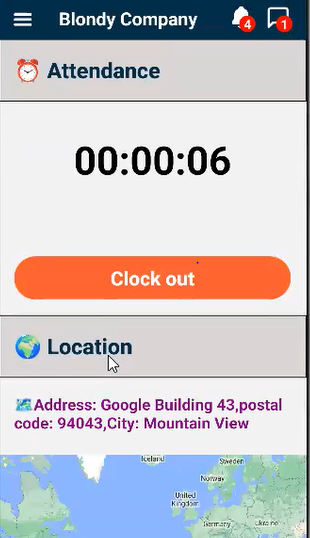 Blondy Company
4
1
Attendance
00:00:06
Clock out
Location
Address: Google Building 43,postal
code: 94043,City: Mountain View
Iceland
Sweden
Norway
United
Kingdom
Germany
Ukraine